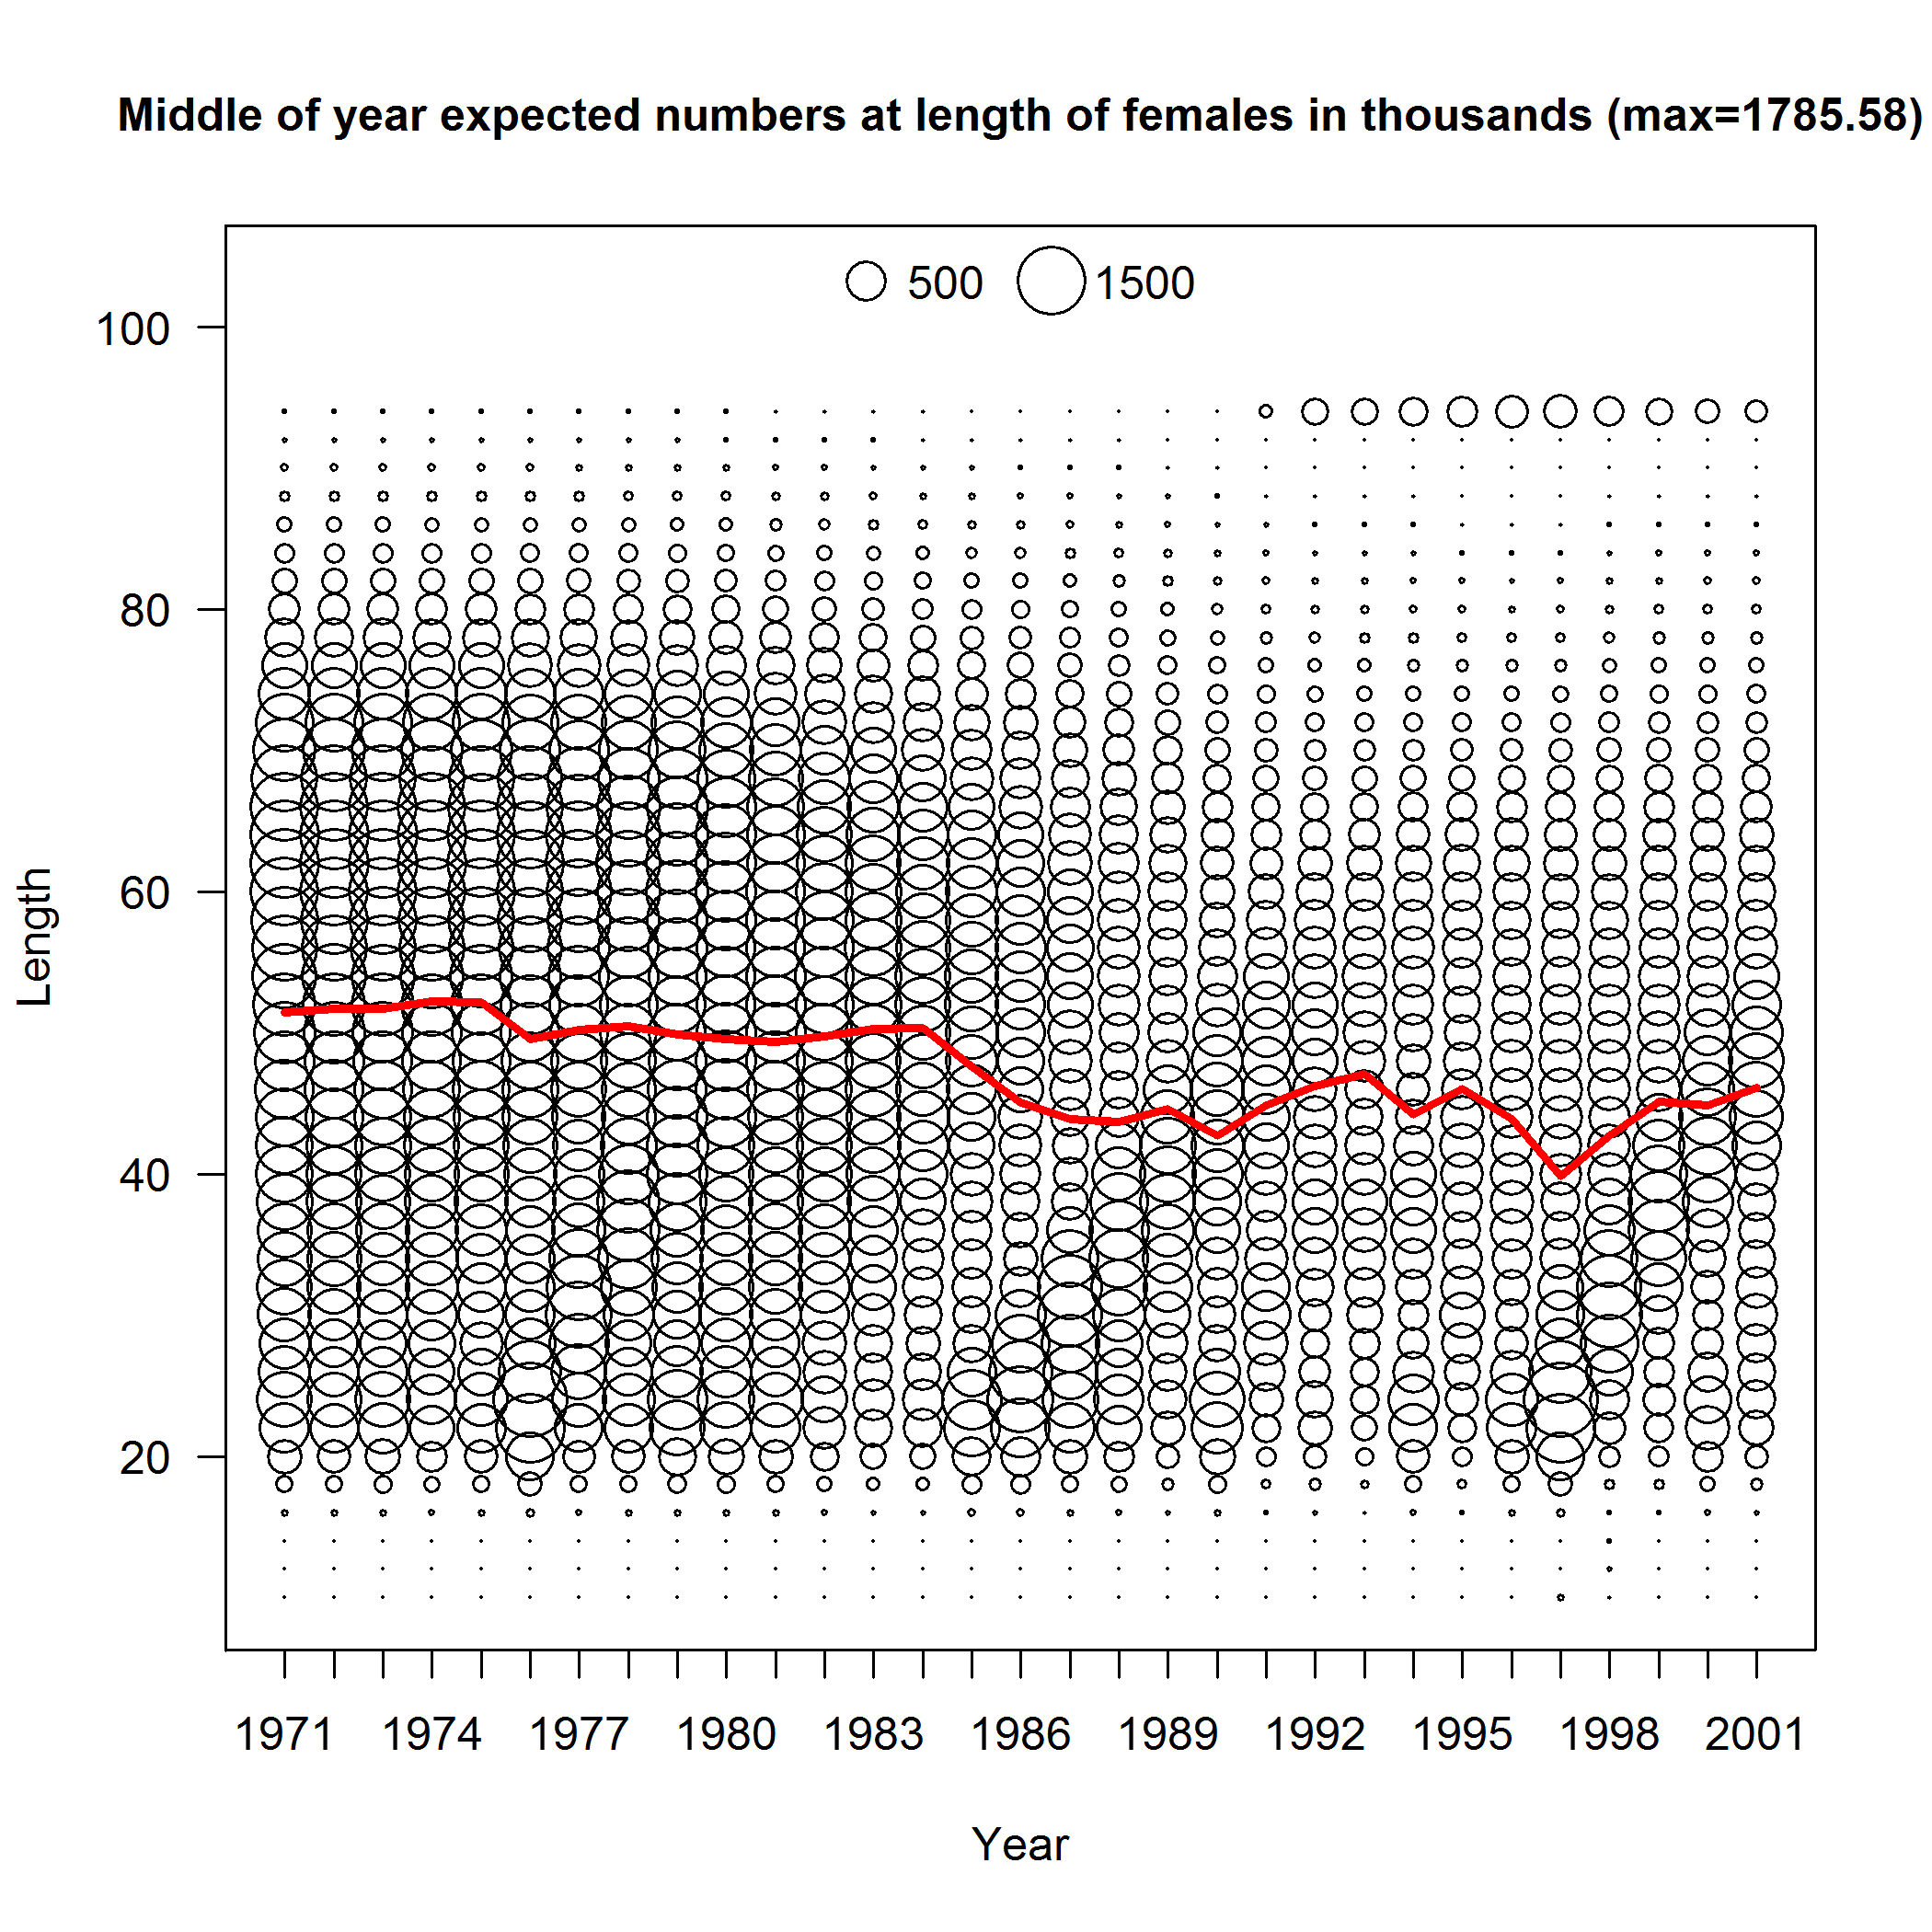 Middle of year expected numbers at length of females in thousands (max=1785.58)
500 1500
100
80
60
40
20
Length
1971 1974 1977 1980 1983 1986 1989 1992 1995 1998 2001
Year